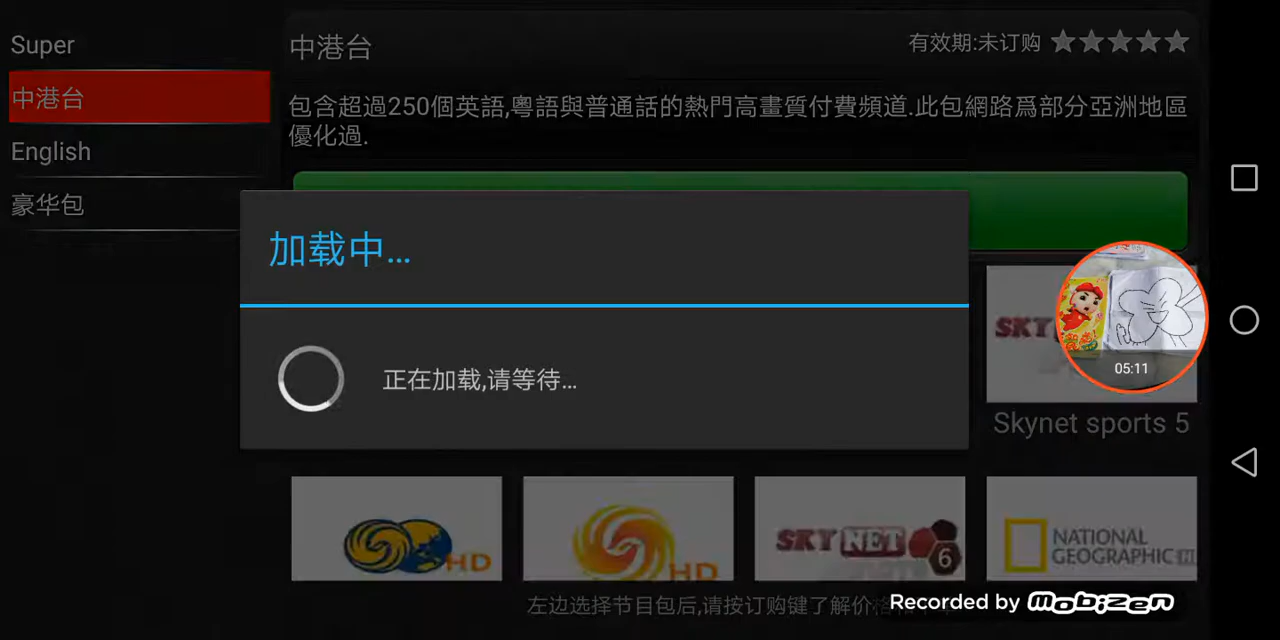 Super
中港台
English
豪华包
中港台
有效期:未订购
包含超過250個英語,粵語與普通話的熱門高畫質付費頻道.此包網路爲部分亞洲地區
優化過.
加载中...
正在加载,请等待...
SKY
05:11
Skynet sports 5
HD
HD
SKY NET 6
NATIONAL
GEOGRAPHIC
左边选择节目包后,请按订购键了解价格
Recorded by mobizen